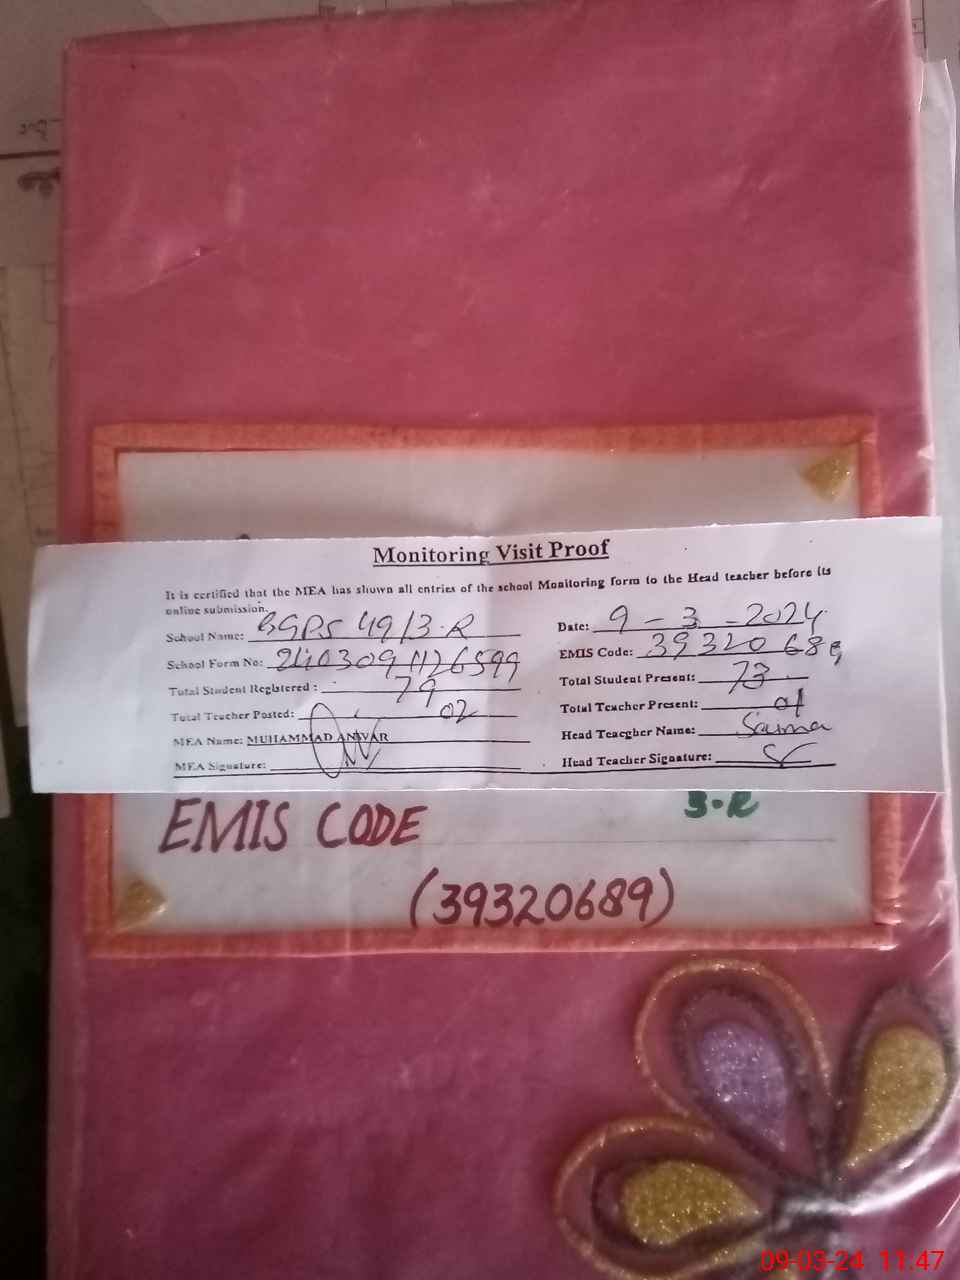 Monitoring Visit Proof
It is certified that the MEA has shown all entries of the school Monitoring form to the Head teacher before its
online submission.
School Name: GGPS 49/3-R Date: 9-3-2024
School Form No: 2403091126599 EMIS Code: 39320689
Total Student Registered: 79 Total Student Present: 73
Total Teacher Posted: 02 Total Teacher Present: 01
MEA Name: MUHAMMAD ANWAR Head Teacgher Name: Saima
MEA Signature: Head Teacher Signature:
3-R
EMIS CODE
(39320689)
09-03-24 11:47